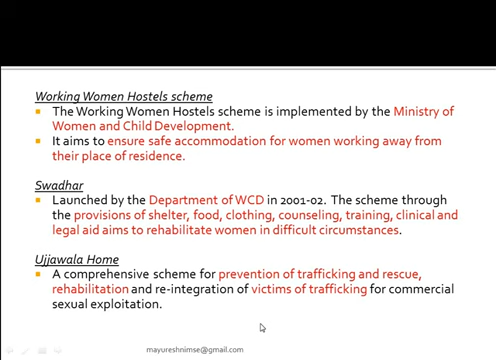 Working Women Hostels scheme
The Working Women Hostels scheme is implemented by the Ministry of
Women and Child Development.
It aims to ensure safe accommodation for women working away from
their place of residence.
Swadhar
Launched by the Department of WCD in 2001-02. The scheme through
the provisions of shelter, food, clothing, counseling, training, clinical and
legal aid aims to rehabilitate women in difficult circumstances.
Ujjawala Home
A comprehensive scheme for prevention of trafficking and rescue,
rehabilitation and re-integration of victims of trafficking for commercial
sexual exploitation.
mayureshnimse@gmail.com